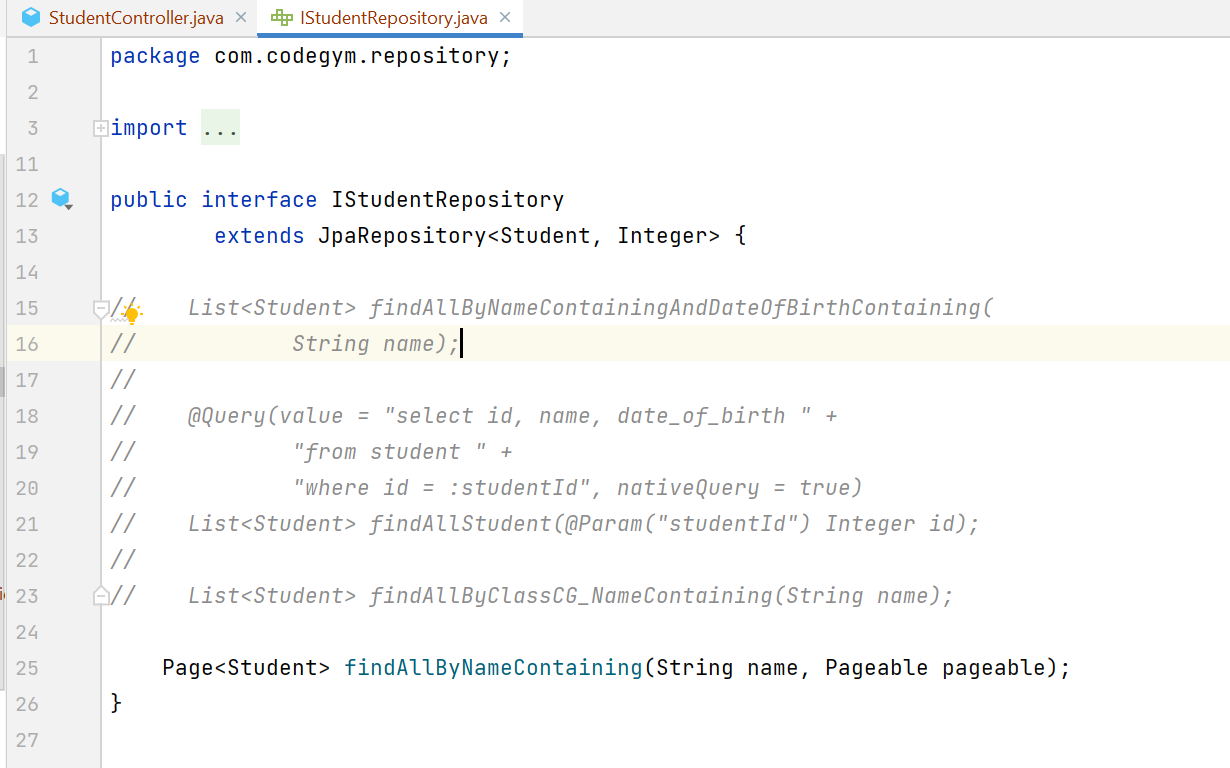 StudentController.java × IStudentRepository.java ×
1 package com.codegym.repository;
2
3 import ...
11
12 public interface IStudentRepository
13 extends JpaRepository<Student, Integer> {
14
15 // List<Student> findAllByNameContainingAndDateOfBirthContaining(
16 // String name);
17 //
18 // @Query(value = "select id, name, date_of_birth " +
19 // "from student " +
20 // "where id = :studentId", nativeQuery = true)
21 // List<Student> findAllStudent(@Param("studentId") Integer id);
22 //
23 // List<Student> findAllByClassCG_NameContaining(String name);
24
25 Page<Student> findAllByNameContaining(String name, Pageable pageable);
26 }
27